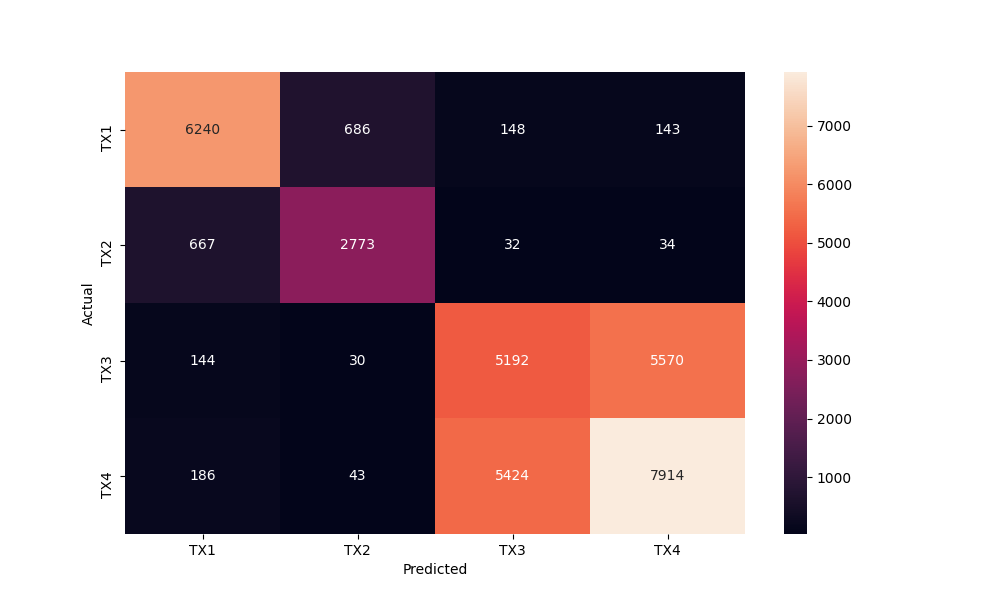 TX1 6240 686 148 143
TX2 667 2773 32 34
TX3 144 30 5192 5570
TX4 186 43 5424 7914
TX1 TX2 TX3 TX4
Predicted
Actual
7000
6000
5000
4000
3000
2000
1000